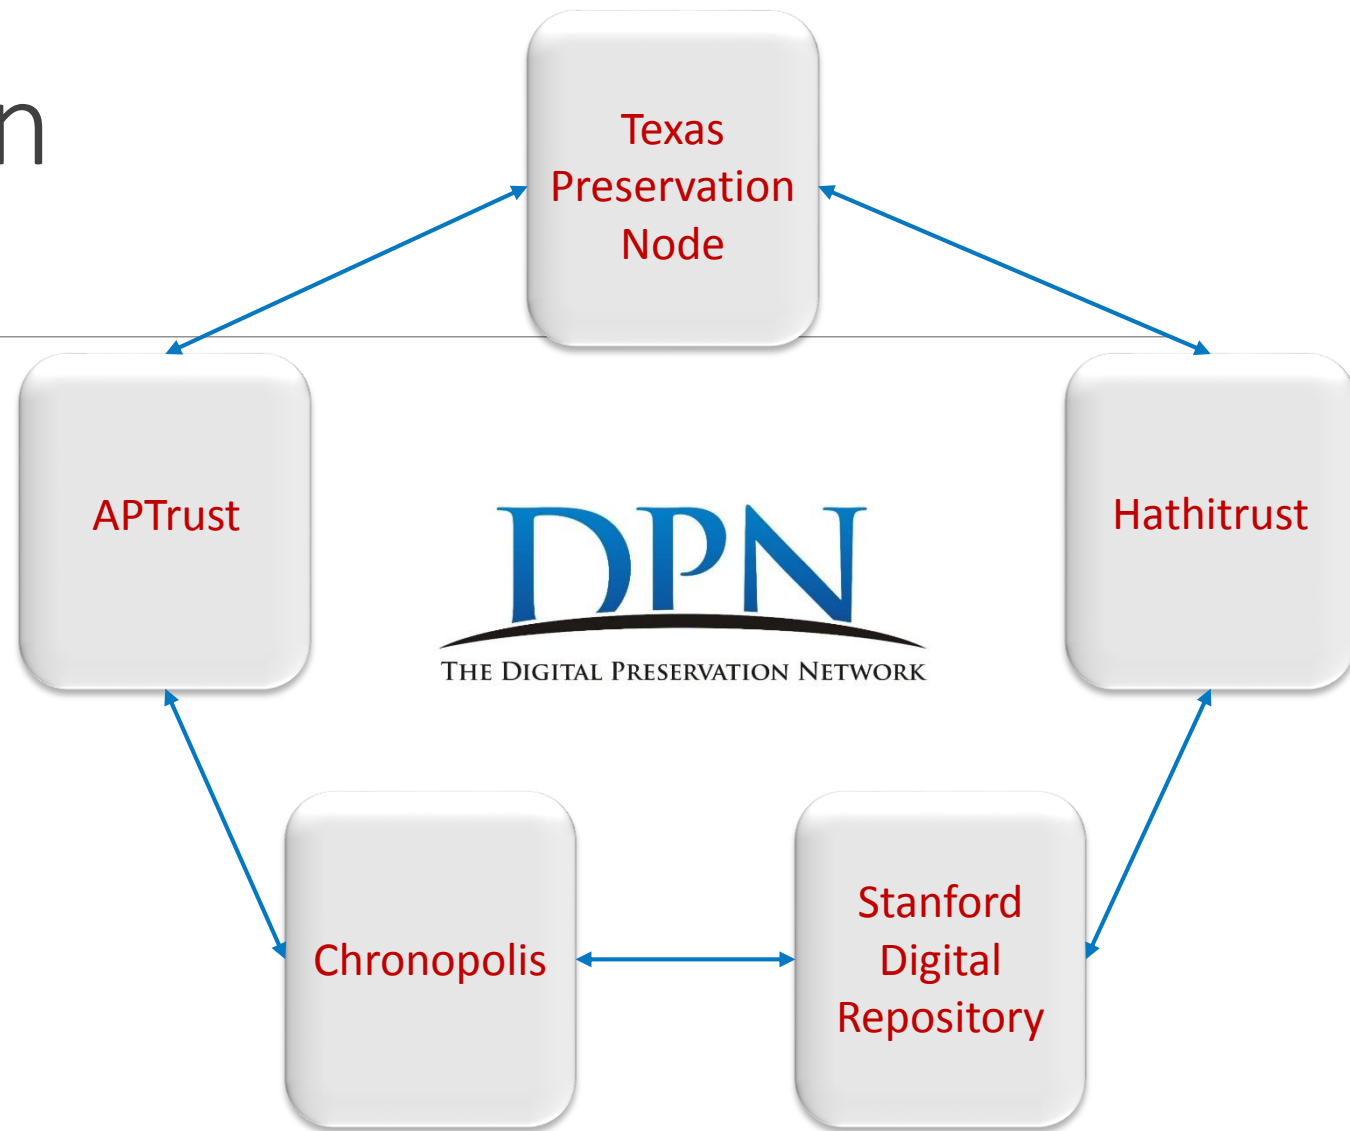 n
Texas
Preservation
Node
APTrust
Hathitrust
DPN
THE DIGITAL PRESERVATION NETWORK
Chronopolis
Stanford
Digital
Repository